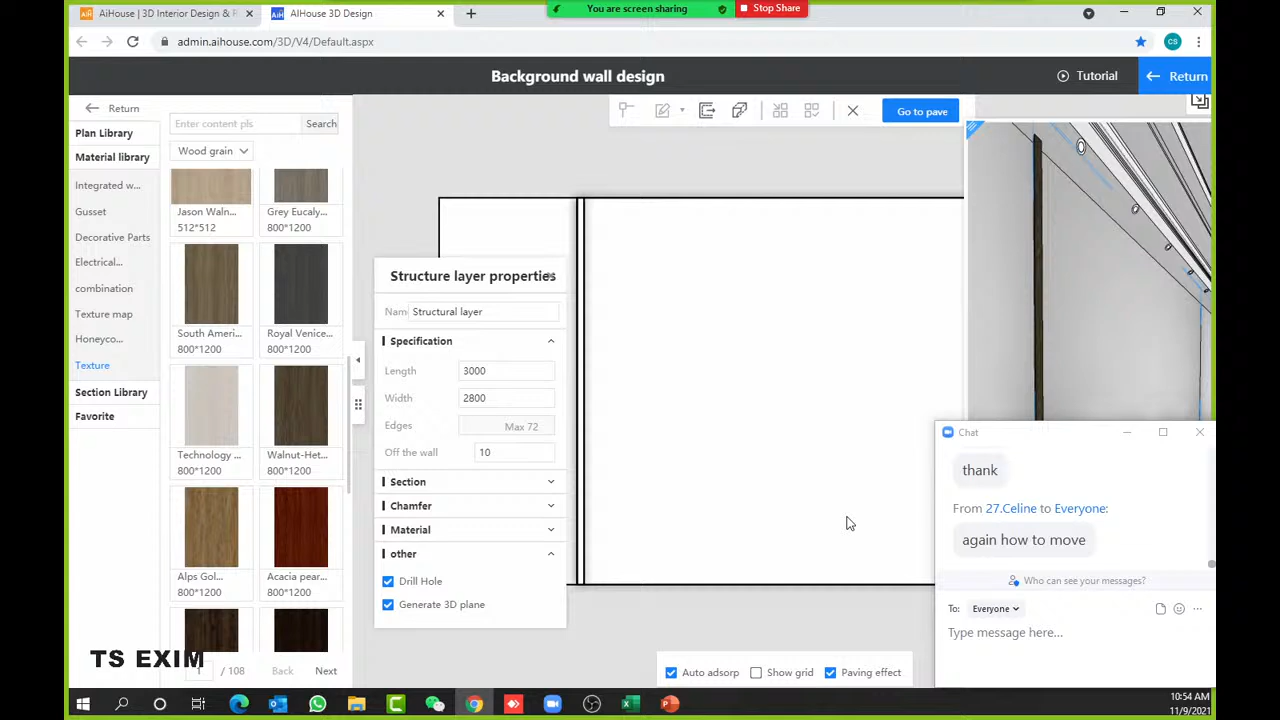 You are screen sharing
Stop Share
AiHouse | 3D Interior Design & R
AIHouse 3D Design
admin.aihouse.com/3D/V4/Default.aspx
CS
Background wall design
Tutorial
Return
Return
Plan Library
Material library
Integrated w...
Gusset
Decorative Parts
Electrical...
combination
Texture map
Honeyco...
Texture
Section Library
Favorite
Enter content pls
Search
Wood grain
Jason Waln...
512*512
Grey Eucaly...
800*1200
South Ameri...
800*1200
Royal Venice...
800*1200
Technology ...
800*1200
Walnut-Het...
800*1200
Alps Gol...
800*1200
Acacia pear...
800*1200
1 / 108
Back
Next
TS EXIM
Go to pave
Structure layer properties
Name Structural layer
Specification
Length 3000
Width 2800
Edges Max 72
Off the wall 10
Section
Chamfer
Material
other
Drill Hole
Generate 3D plane
Auto adsorp
Show grid
Paving effect
Chat
thank
From 27.Celine to Everyone:
again how to move
Who can see your messages?
To: Everyone
Type message here...
10:54 AM
11/9/2021